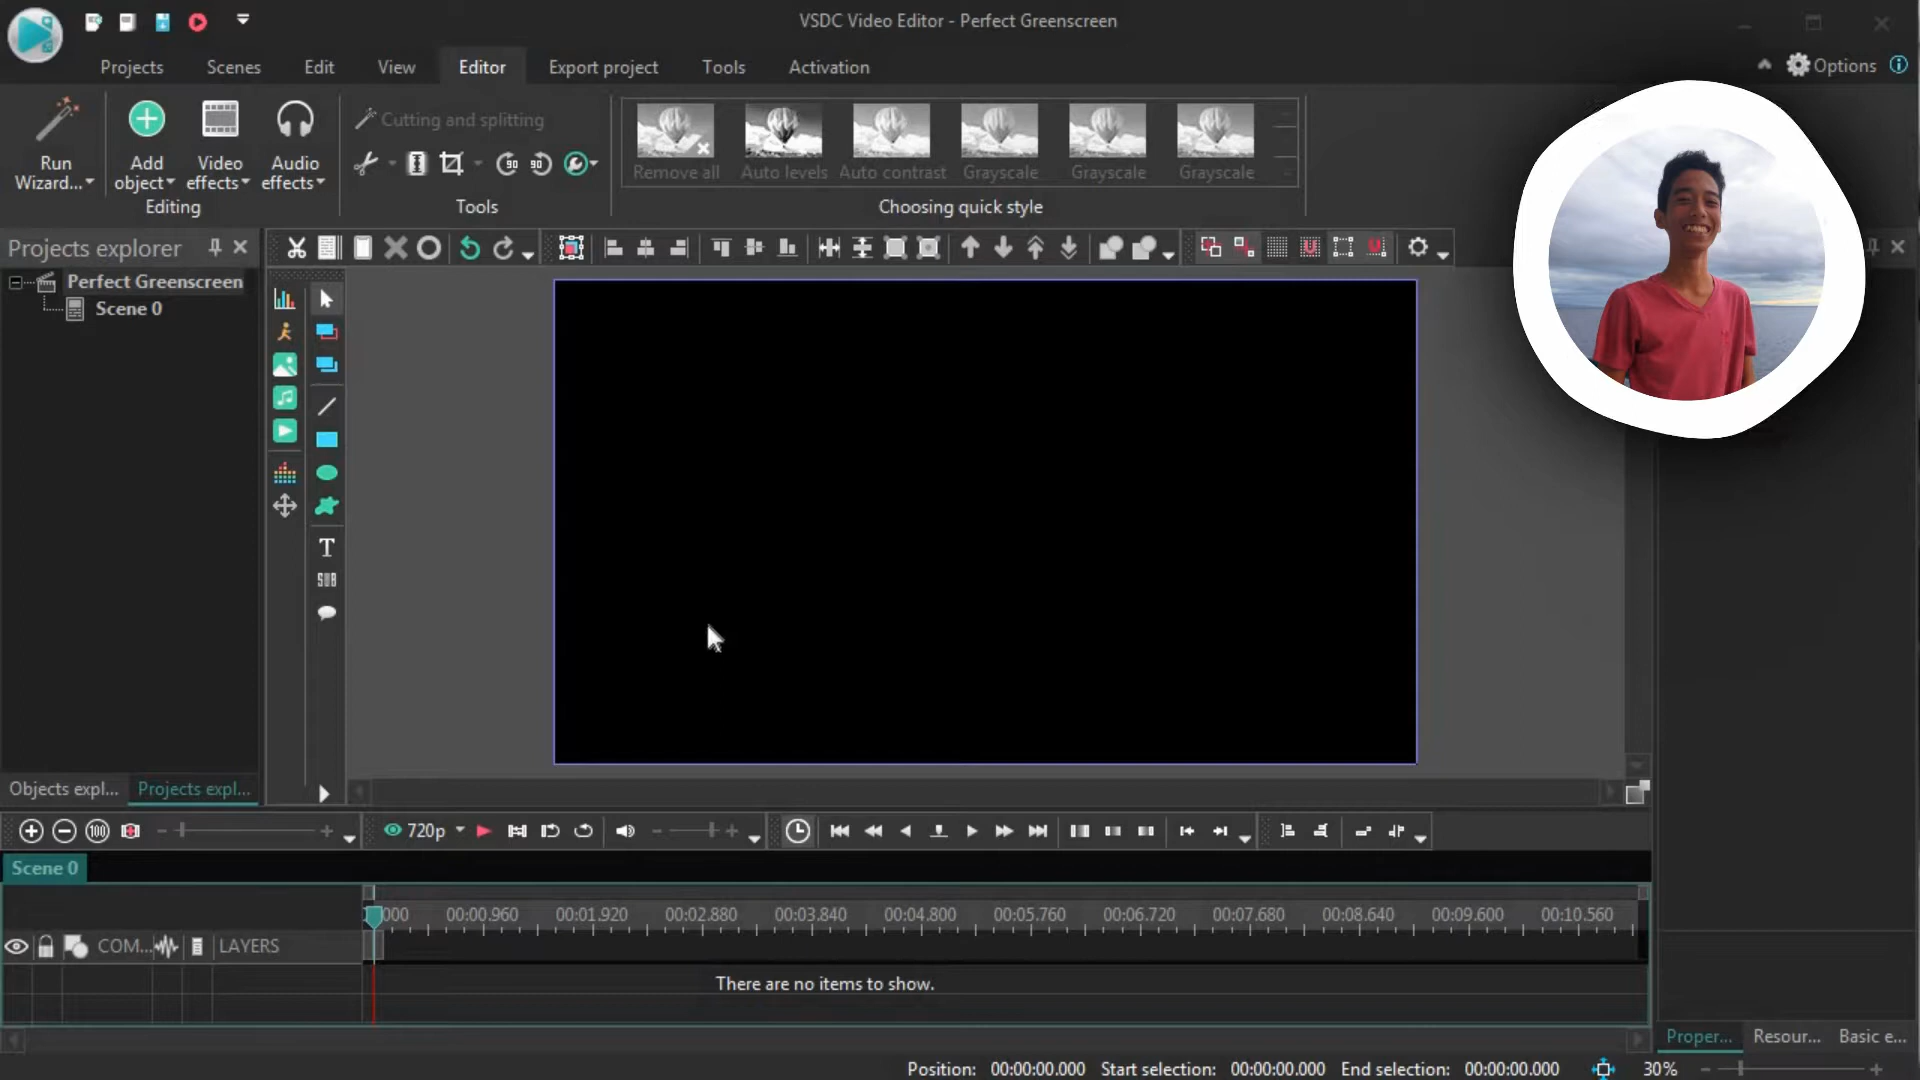 VSDC Video Editor - Perfect Greenscreen
Projects Scenes Edit View Editor Export project Tools Activation Options
Run Wizard...
Add object
Video effects
Audio effects
Editing
Cutting and splitting
90 90
Tools
Remove all Auto levels Auto contrast Grayscale Grayscale Grayscale
Choosing quick style
Projects explorer
Perfect Greenscreen
Scene 0
T
SUB
Objects expl... Projects expl...
100 720p
Scene 0
000 00:00.960 00:01.920 00:02.880 00:03.840 00:04.800 00:05.760 00:06.720 00:07.680 00:08.640 00:09.600 00:10.560
COM... LAYERS
There are no items to show.
Proper... Resour... Basic e...
Position: 00:00:00.000 Start selection: 00:00:00.000 End selection: 00:00:00.000 30%